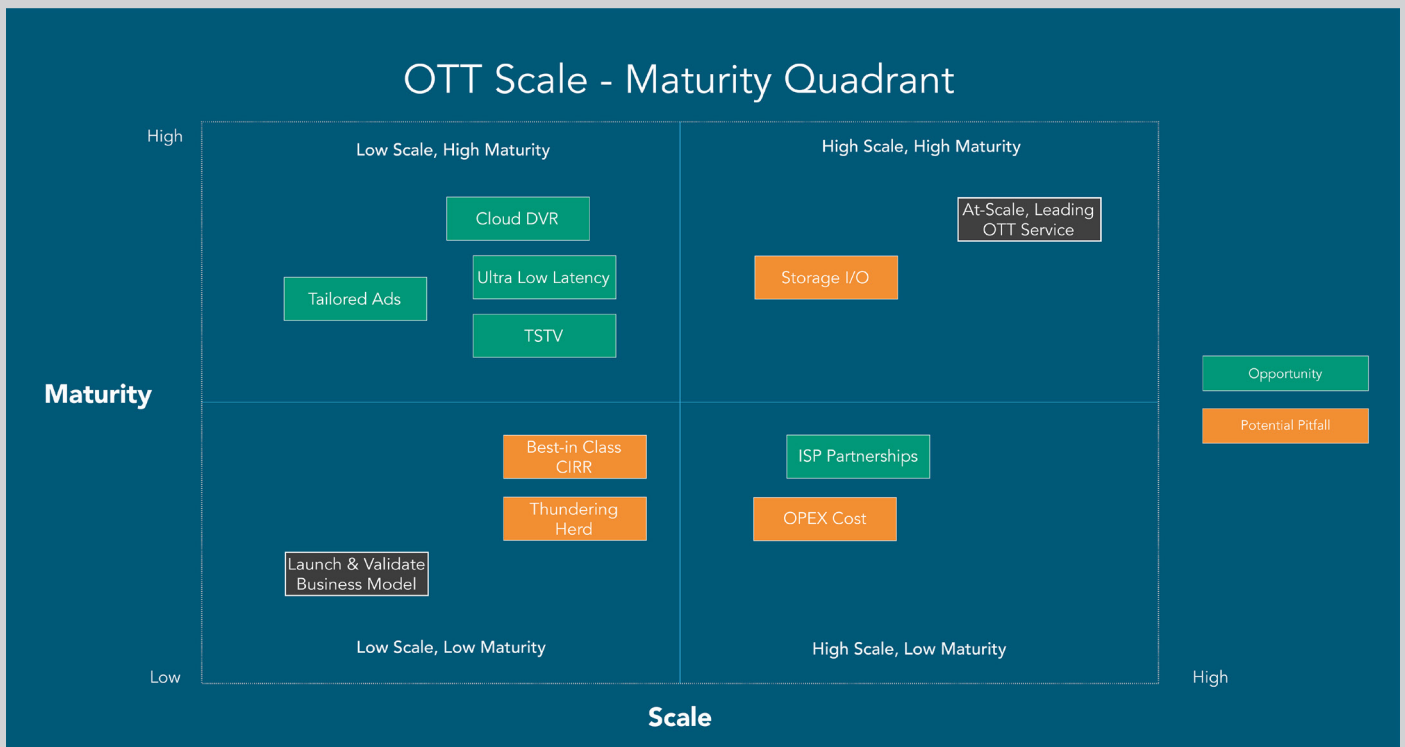 OTT Scale - Maturity Quadrant
High
Low Scale, High Maturity
High Scale, High Maturity
Cloud DVR
At-Scale, Leading
OTT Service
Ultra Low Latency
Storage I/O
Tailored Ads
TSTV
Opportunity
Maturity
Potential Pitfall
Best-in Class
CIRR
ISP Partnerships
Thundering
Herd
OPEX Cost
Launch & Validate
Business Model
Low Scale, Low Maturity
High Scale, Low Maturity
Low
High
Scale